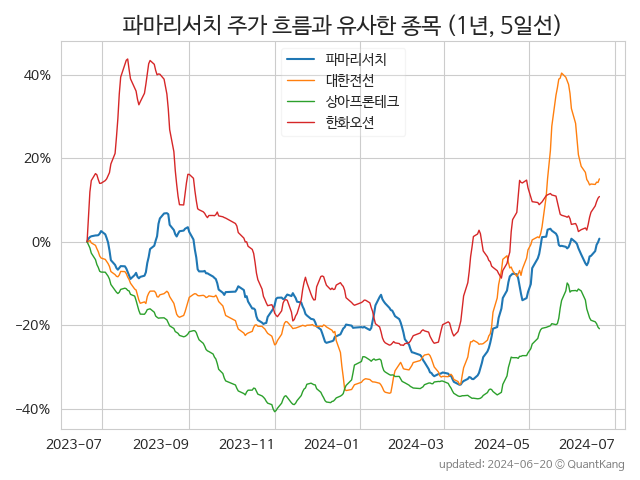 파마리서치 주가 흐름과 유사한 종목 (1년, 5일선)
파마리서치
대한전선
상아프론테크
한화오션
40%
20%
0%
−20%
−40%
2023-07 2023-09 2023-11 2024-01 2024-03 2024-05 2024-07
updated: 2024-06-20 © QuantKang